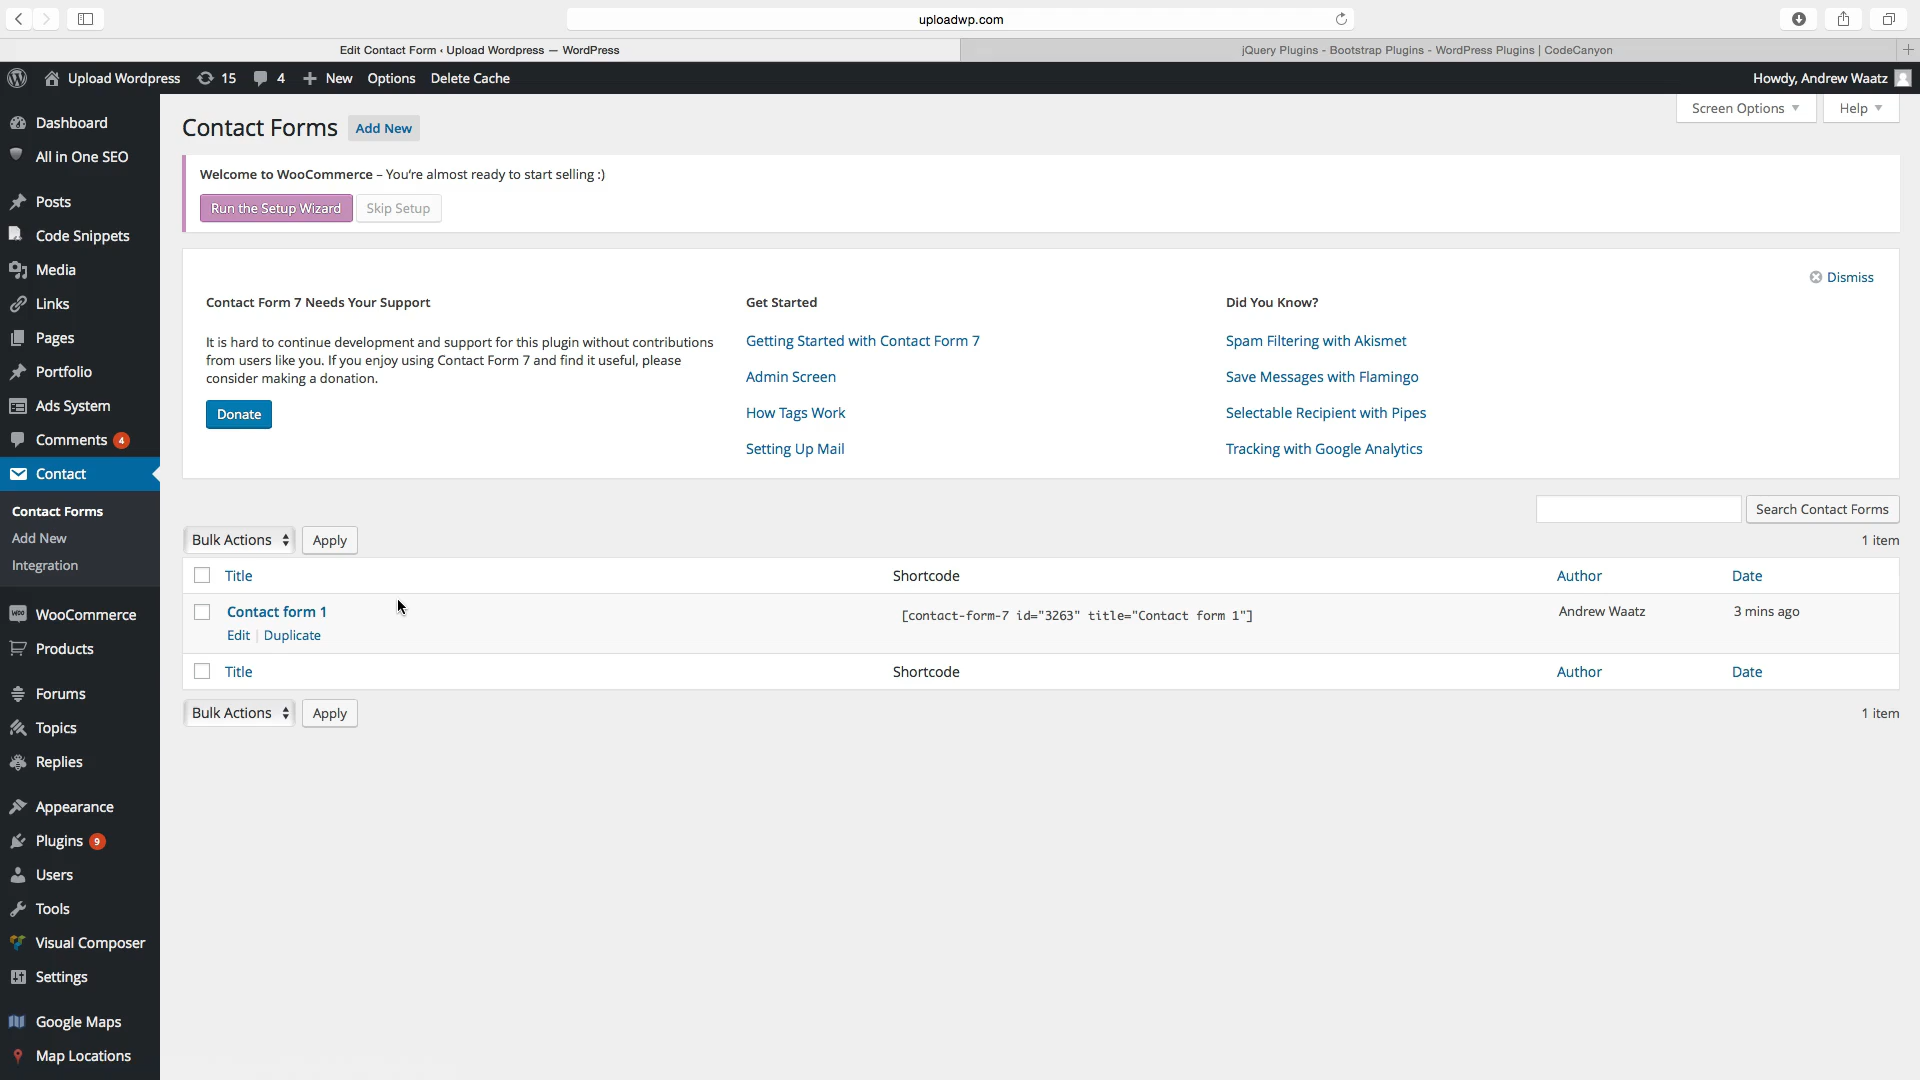 uploadwp.com
Edit Contact Form ‹ Upload Wordpress — WordPress
jQuery Plugins - Bootstrap Plugins - WordPress Plugins | CodeCanyon
Upload Wordpress 15 4 New Options Delete Cache
Howdy, Andrew Waatz
Screen Options
Help
Dashboard
All in One SEO
Posts
Code Snippets
Media
Links
Pages
Portfolio
Ads System
Comments 4
Contact
Contact Forms
Add New
Integration
WooCommerce
Products
Forums
Topics
Replies
Appearance
Plugins 9
Users
Tools
Visual Composer
Settings
Google Maps
Map Locations
Contact Forms Add New
Welcome to WooCommerce – You're almost ready to start selling :)
Run the Setup Wizard Skip Setup
Dismiss
Contact Form 7 Needs Your Support
It is hard to continue development and support for this plugin without contributions
from users like you. If you enjoy using Contact Form 7 and find it useful, please
consider making a donation.
Donate
Get Started
Getting Started with Contact Form 7
Admin Screen
How Tags Work
Setting Up Mail
Did You Know?
Spam Filtering with Akismet
Save Messages with Flamingo
Selectable Recipient with Pipes
Tracking with Google Analytics
Search Contact Forms
Bulk Actions Apply
1 item
Title Shortcode Author Date
Contact form 1 [contact-form-7 id="3263" title="Contact form 1"] Andrew Waatz 3 mins ago
Edit | Duplicate
Title Shortcode Author Date
Bulk Actions Apply
1 item